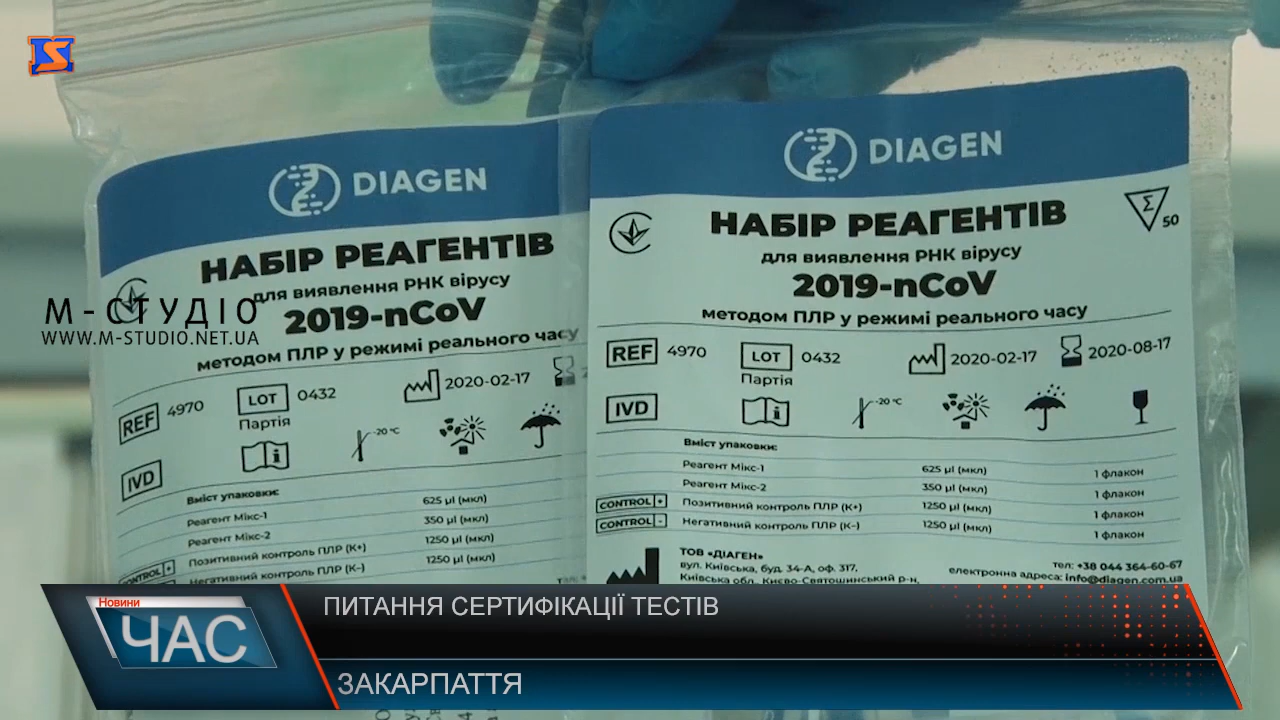 DIAGEN
НАБІР РЕАГЕНТІВ
для виявлення РНК вірусу
2019-nCoV
методом ПЛР у режимі реального часу
REF 4970
LOT 0432
Партія
2020-02-17
IVD
-20 °C
Вміст упаковки:
Реагент Мікс-1 625 µl (мкл)
Реагент Мікс-2 350 µl (мкл)
CONTROL + Позитивний контроль ПЛР (К+) 1250 µl (мкл)
Негативний контроль ПЛР (К–) 1250 µl (мкл)
DIAGEN
Σ 50
НАБІР РЕАГЕНТІВ
для виявлення РНК вірусу
2019-nCoV
методом ПЛР у режимі реального часу
REF 4970
LOT 0432
Партія
2020-02-17
2020-08-17
IVD
-20 °C
Вміст упаковки:
Реагент Мікс-1 625 µl (мкл) 1 флакон
Реагент Мікс-2 350 µl (мкл) 1 флакон
CONTROL + Позитивний контроль ПЛР (К+) 1250 µl (мкл) 1 флакон
CONTROL - Негативний контроль ПЛР (К–) 1250 µl (мкл) 1 флакон
ТОВ «ДІАГЕН»
вул. Київська, буд. 34-А, оф. 317,
Київська обл., Києво-Святошинський р-н,
тел: +38 044 364-60-67
електронна адреса: info@diagen.com.ua
М-СТУДІО
WWW.M-STUDIO.NET.UA
Новини
ЧАС
ПИТАННЯ СЕРТИФІКАЦІЇ ТЕСТІВ
ЗАКАРПАТТЯ